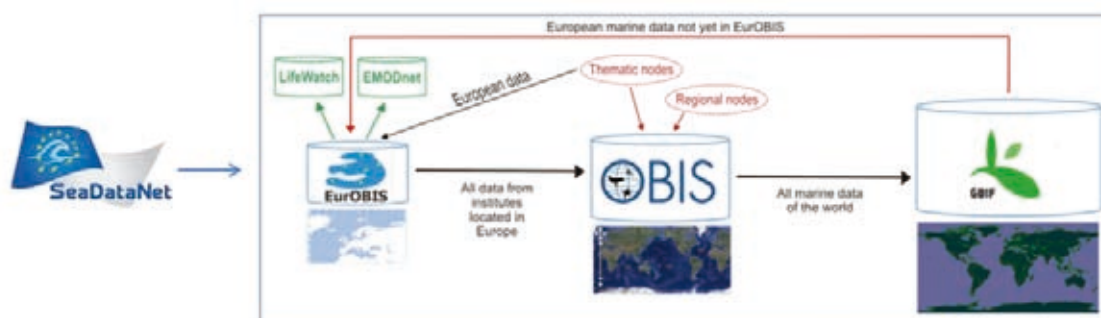 European marine data not yet in EurOBIS
LifeWatch
EMODnet
European data
Thematic nodes
Regional nodes
SeaDataNet
EurOBIS
OBIS
GBIF
All data from
institutes
located in
Europe
All marine data
of the world